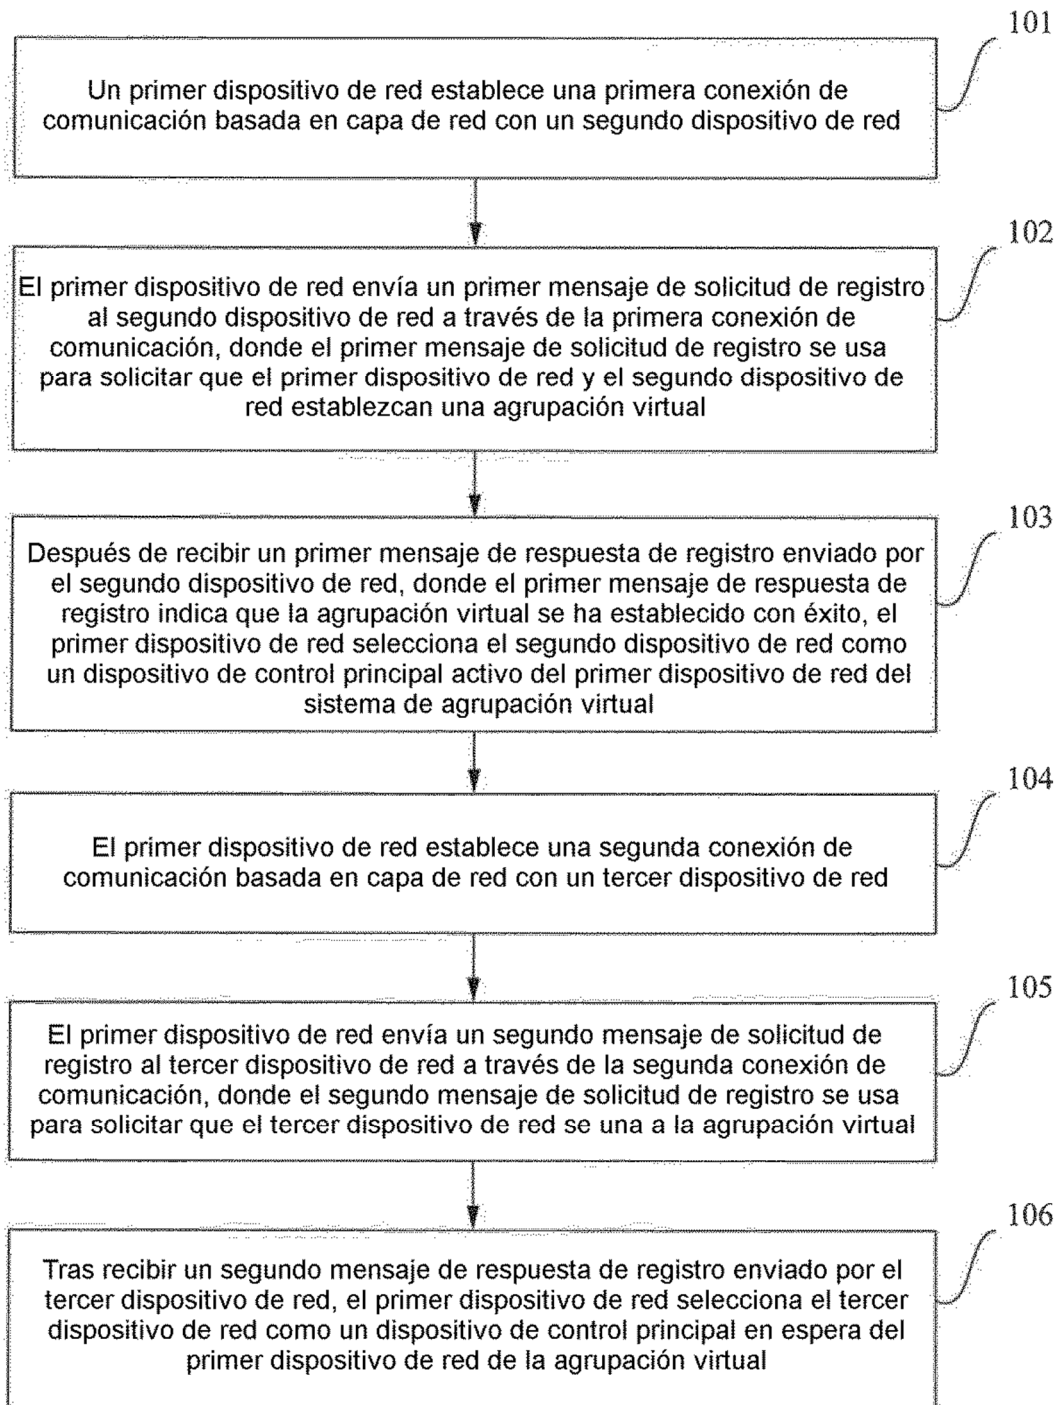 101
Un primer dispositivo de red establece una primera conexión de
comunicación basada en capa de red con un segundo dispositivo de red
102
El primer dispositivo de red envía un primer mensaje de solicitud de registro
al segundo dispositivo de red a través de la primera conexión de
comunicación, donde el primer mensaje de solicitud de registro se usa
para solicitar que el primer dispositivo de red y el segundo dispositivo de
red establezcan una agrupación virtual
103
Después de recibir un primer mensaje de respuesta de registro enviado por
el segundo dispositivo de red, donde el primer mensaje de respuesta de
registro indica que la agrupación virtual se ha establecido con éxito, el
primer dispositivo de red selecciona el segundo dispositivo de red como
un dispositivo de control principal activo del primer dispositivo de red del
sistema de agrupación virtual
104
El primer dispositivo de red establece una segunda conexión de
comunicación basada en capa de red con un tercer dispositivo de red
105
El primer dispositivo de red envía un segundo mensaje de solicitud de
registro al tercer dispositivo de red a través de la segunda conexión de
comunicación, donde el segundo mensaje de solicitud de registro se usa
para solicitar que el tercer dispositivo de red se una a la agrupación virtual
106
Tras recibir un segundo mensaje de respuesta de registro enviado por el
tercer dispositivo de red, el primer dispositivo de red selecciona el tercer
dispositivo de red como un dispositivo de control principal en espera del
primer dispositivo de red de la agrupación virtual